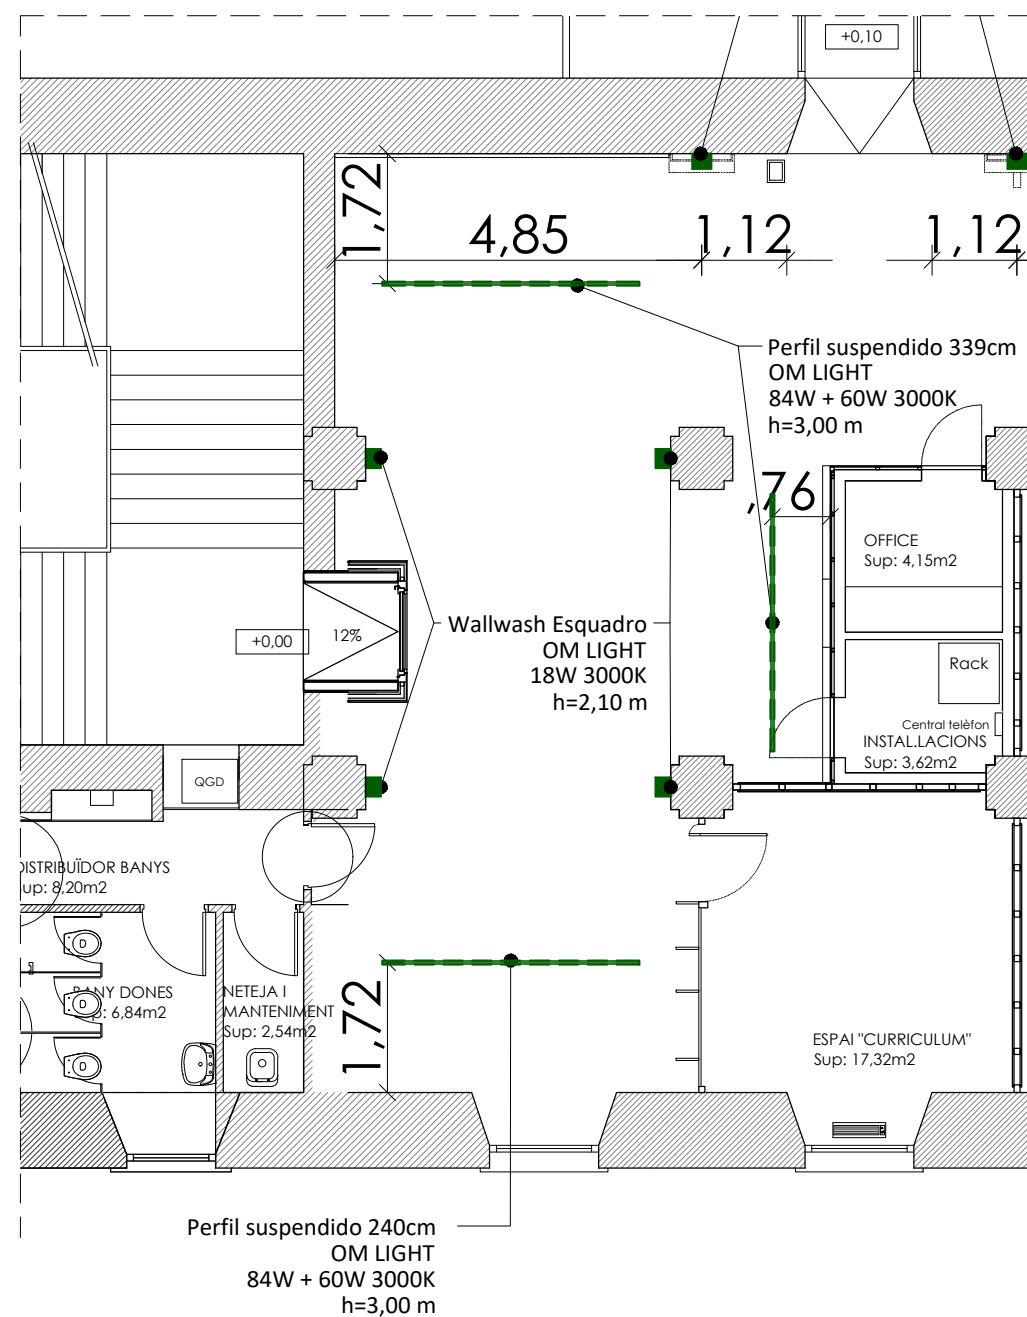 +0,10
1,72
4,85
1,12
1,12
Perfil suspendido 339cm
OM LIGHT
84W + 60W 3000K
h=3,00 m
,76
OFFICE
Sup: 4,15m2
Wallwash Esquadro
OM LIGHT
18W 3000K
h=2,10 m
+0,00
12%
Rack
Central telèfon
INSTAL.LACIONS
Sup: 3,62m2
QGD
DISTRIBUÏDOR BANYS
Sup: 8,20m2
BANY DONES
Sup: 6,84m2
NETEJA I
MANTENIMENT
Sup: 2,54m2
1,72
ESPAI "CURRICULUM"
Sup: 17,32m2
Perfil suspendido 240cm
OM LIGHT
84W + 60W 3000K
h=3,00 m